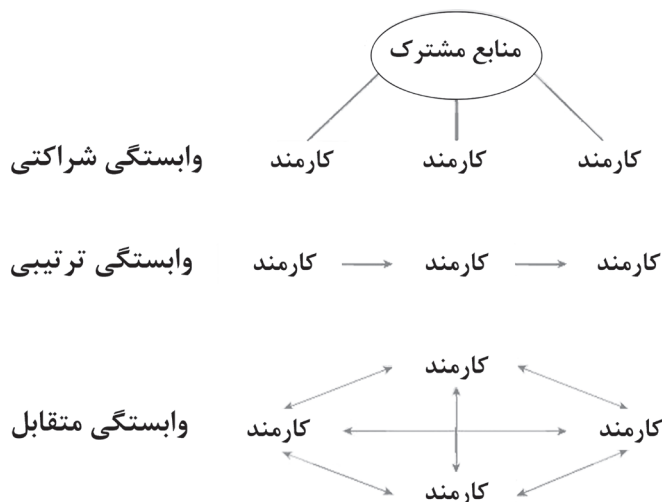 منابع مشترک
وابستگی شراکتی کارمند کارمند کارمند
وابستگی ترتیبی کارمند کارمند کارمند
کارمند
وابستگی متقابل کارمند کارمند
کارمند